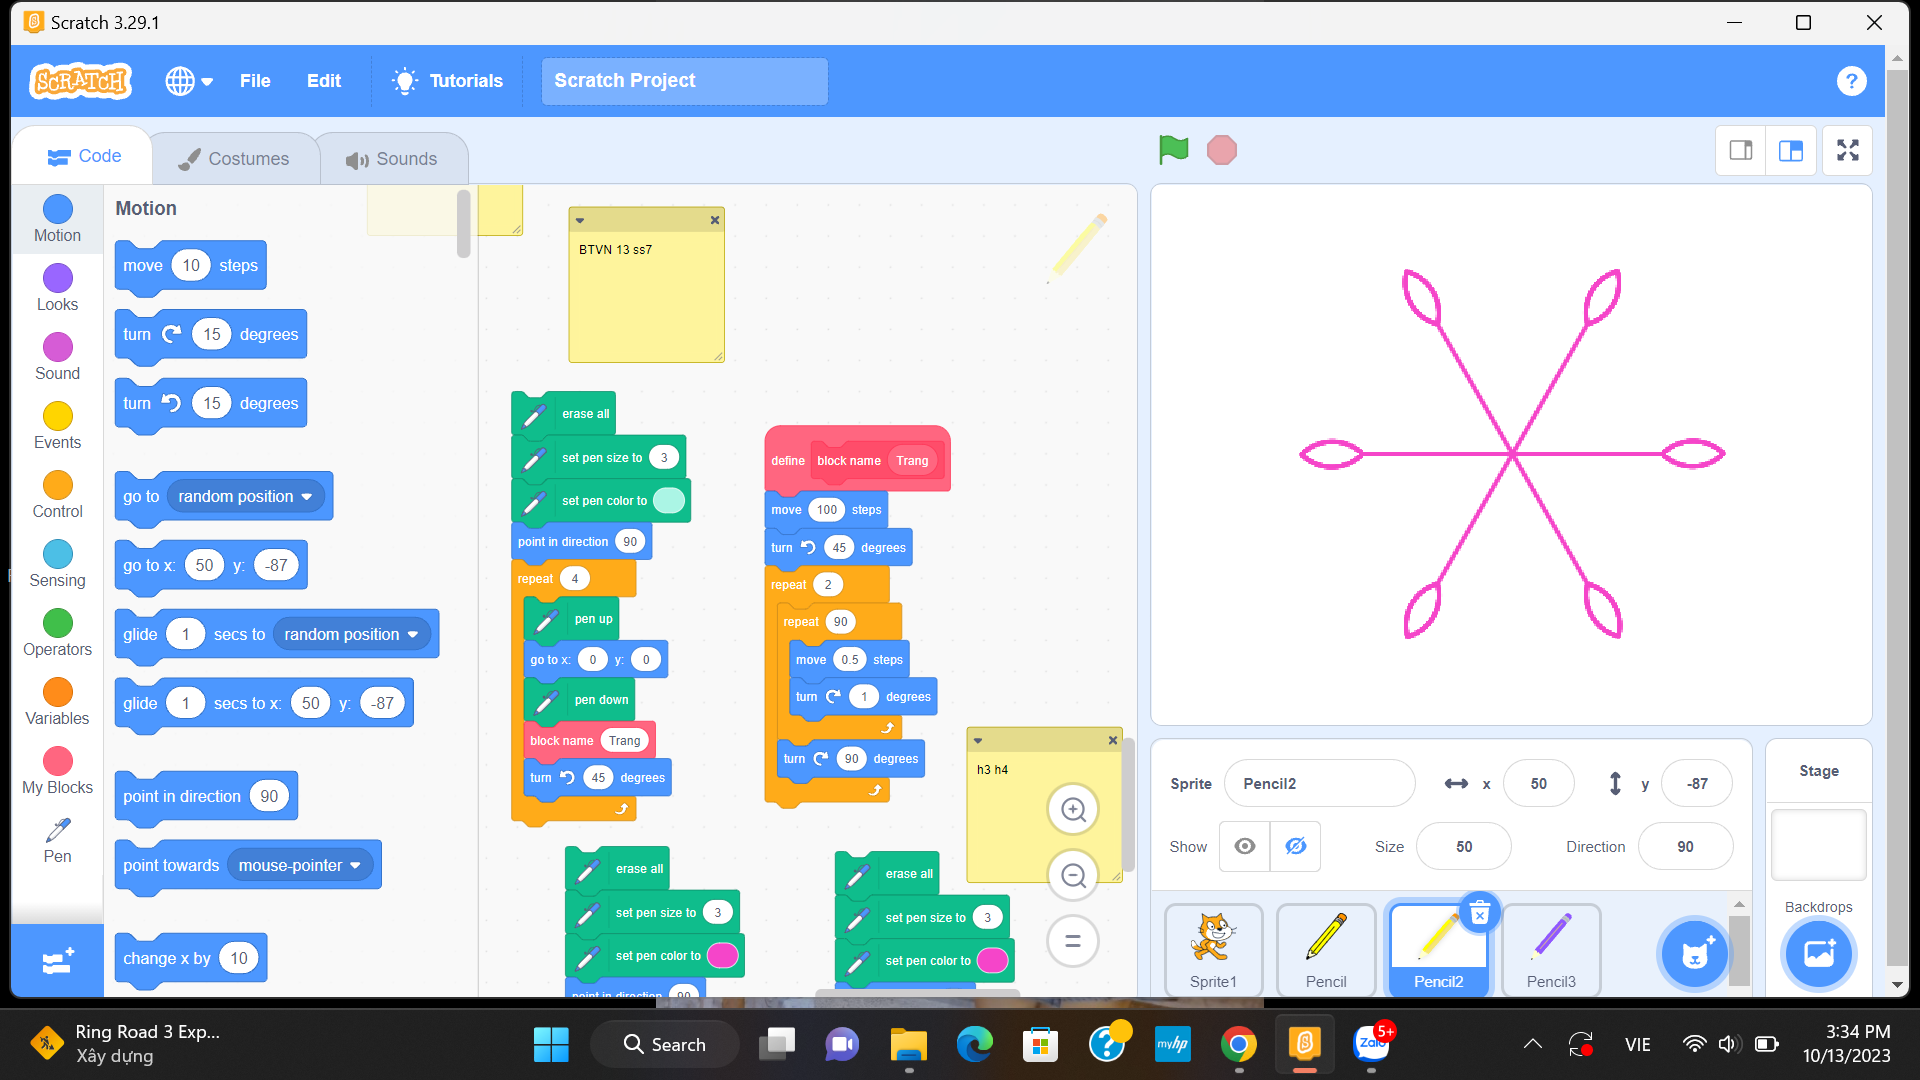 Scratch 3.29.1
SCRATCH
File
Edit
Tutorials
Scratch Project
?
Code
Costumes
Sounds
Motion
Looks
Sound
Events
Control
Sensing
Operators
Variables
My Blocks
Pen
Motion
move 10 steps
turn 15 degrees
turn 15 degrees
go to random position
go to x: 50 y: -87
glide 1 secs to random position
glide 1 secs to x: 50 y: -87
point in direction 90
point towards mouse-pointer
change x by 10
BTVN 13 ss7
erase all
set pen size to 3
set pen color to
point in direction 90
repeat 4
pen up
go to x: 0 y: 0
pen down
block name Trang
turn 45 degrees
define block name Trang
move 100 steps
turn 45 degrees
repeat 2
repeat 90
move 0.5 steps
turn 1 degrees
turn 90 degrees
h3 h4
erase all
set pen size to 3
set pen color to
point in direction 90
erase all
set pen size to 3
set pen color to
Sprite Pencil2
x 50
y -87
Show
Size 50
Direction 90
Sprite1
Pencil
Pencil2
Pencil3
Stage
Backdrops
Ring Road 3 Exp...
Xây dựng
Search
?
myhp
Zalo
5+
VIE
3:34 PM
10/13/2023